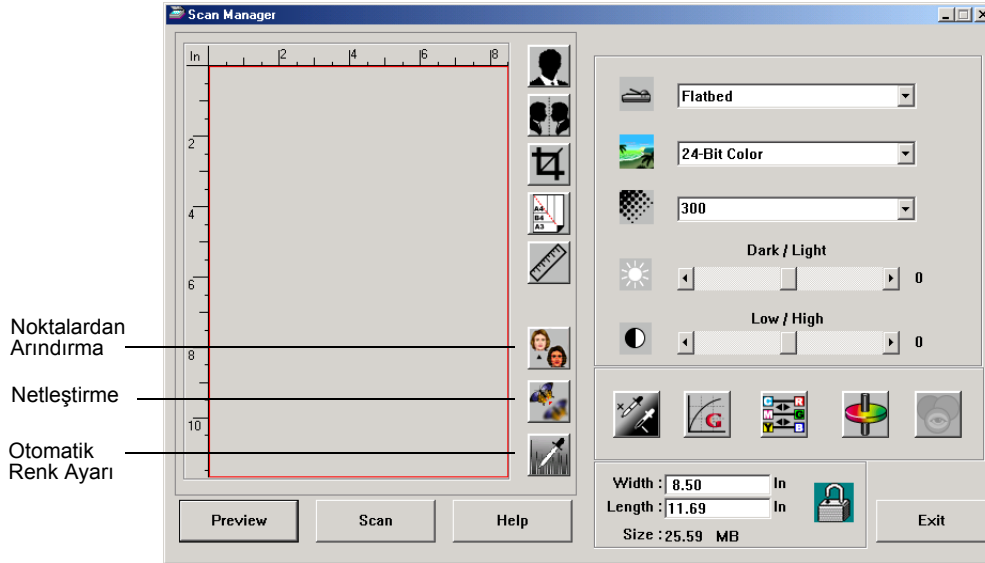 Scan Manager
In
2
4
6
8
2
4
6
8
10
A4
B4
A3
Noktalardan
Arındırma
Netleştirme
Otomatik
Renk Ayarı
Flatbed
24-Bit Color
300
Dark / Light
0
Low / High
0
G
C R
M G
Y B
Width : 8.50 In
Length : 11.69 In
Size : 25.59 MB
Preview
Scan
Help
Exit